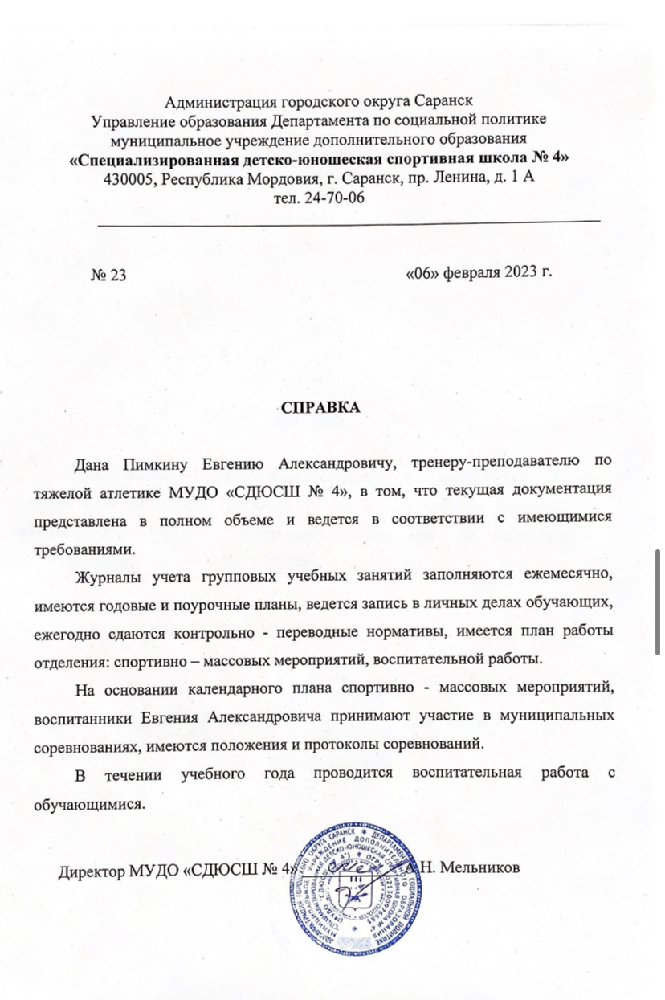 Администрация городского округа Саранск
Управление образования Департамента по социальной политике
муниципальное учреждение дополнительного образования
«Специализированная детско-юношеская спортивная школа № 4»
430005, Республика Мордовия, г. Саранск, пр. Ленина, д. 1 А
тел. 24-70-06
№ 23
«06» февраля 2023 г.
СПРАВКА
Дана Пимкину Евгению Александровичу, тренеру-преподавателю по
тяжелой атлетике МУДО «СДЮСШ № 4», в том, что текущая документация
представлена в полном объеме и ведется в соответствии с имеющимися
требованиями.
Журналы учета групповых учебных занятий заполняются ежемесячно,
имеются годовые и поурочные планы, ведется запись в личных делах обучающих,
ежегодно сдаются контрольно - переводные нормативы, имеется план работы
отделения: спортивно – массовых мероприятий, воспитательной работы.
На основании календарного плана спортивно - массовых мероприятий,
воспитанники Евгения Александровича принимают участие в муниципальных
соревнованиях, имеются положения и протоколы соревнований.
В течении учебного года проводится воспитательная работа с
обучающимися.
Директор МУДО «СДЮСШ № 4» А.Н. Мельников